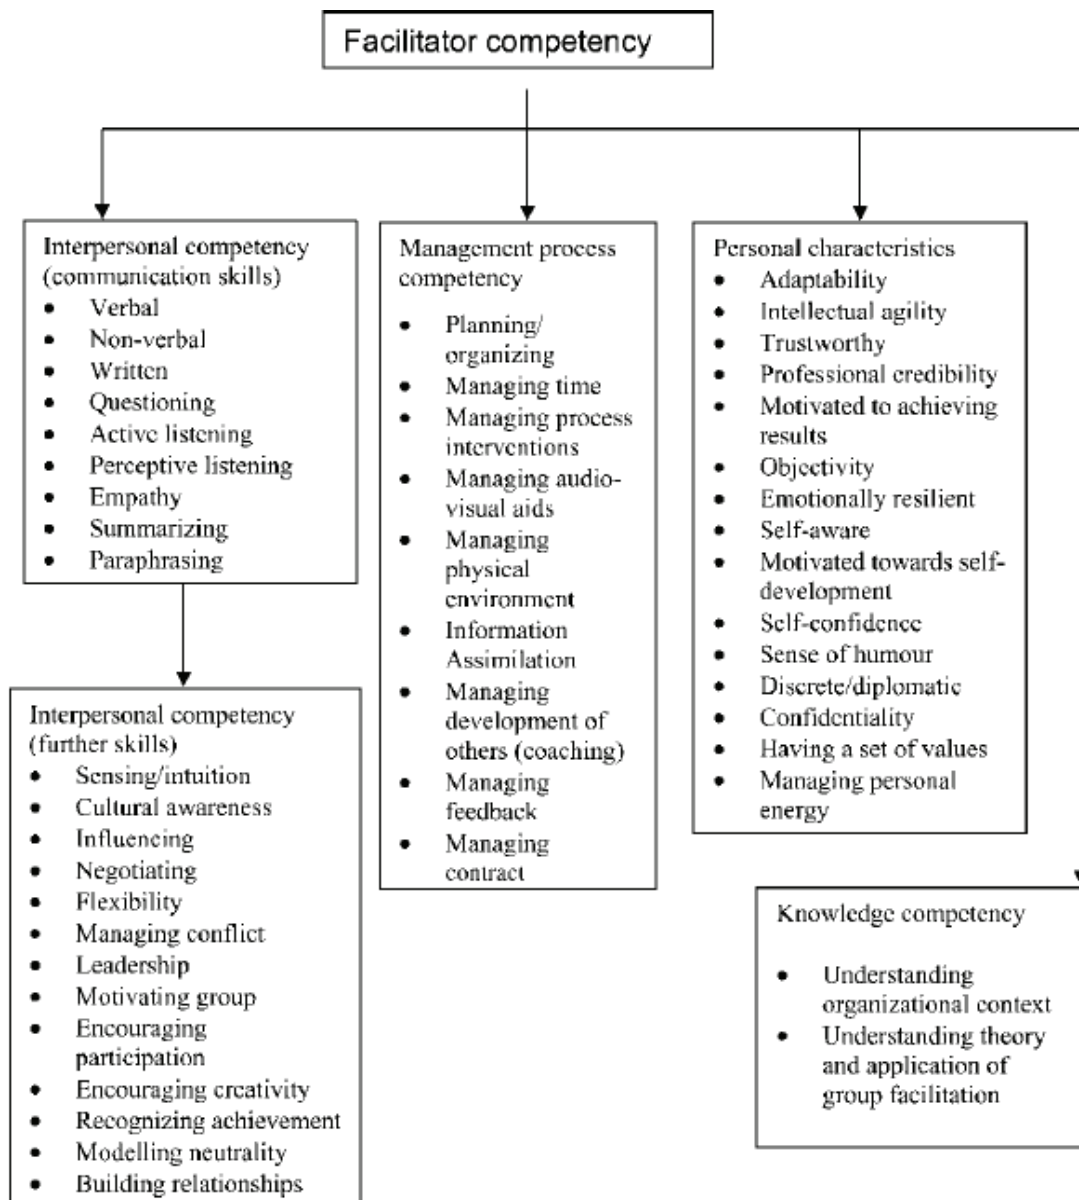 Facilitator competency
Interpersonal competency
(communication skills)
• Verbal
• Non-verbal
• Written
• Questioning
• Active listening
• Perceptive listening
• Empathy
• Summarizing
• Paraphrasing
Interpersonal competency
(further skills)
• Sensing/intuition
• Cultural awareness
• Influencing
• Negotiating
• Flexibility
• Managing conflict
• Leadership
• Motivating group
• Encouraging
participation
• Encouraging creativity
• Recognizing achievement
• Modelling neutrality
• Building relationships
Management process
competency
• Planning/
organizing
• Managing time
• Managing process
interventions
• Managing audio-
visual aids
• Managing
physical
environment
• Information
Assimilation
• Managing
development of
others (coaching)
• Managing
feedback
• Managing
contract
Personal characteristics
• Adaptability
• Intellectual agility
• Trustworthy
• Professional credibility
• Motivated to achieving
results
• Objectivity
• Emotionally resilient
• Self-aware
• Motivated towards self-
development
• Self-confidence
• Sense of humour
• Discrete/diplomatic
• Confidentiality
• Having a set of values
• Managing personal
energy
Knowledge competency
• Understanding
organizational context
• Understanding theory
and application of
group facilitation